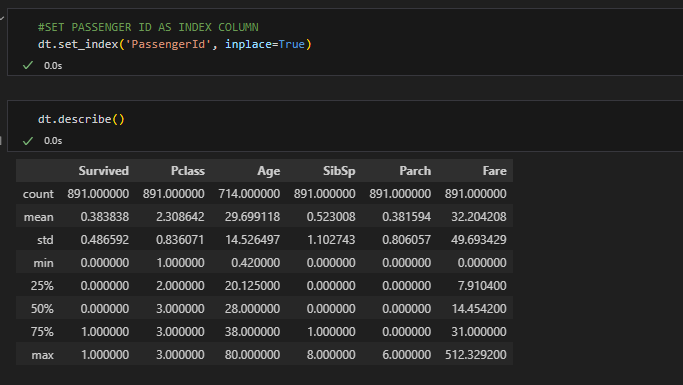 #SET PASSENGER ID AS INDEX COLUMN
dt.set_index('PassengerId', inplace=True)
0.0s
dt.describe()
0.0s
Survived Pclass Age SibSp Parch Fare
count 891.000000 891.000000 714.000000 891.000000 891.000000 891.000000
mean 0.383838 2.308642 29.699118 0.523008 0.381594 32.204208
std 0.486592 0.836071 14.526497 1.102743 0.806057 49.693429
min 0.000000 1.000000 0.420000 0.000000 0.000000 0.000000
25% 0.000000 2.000000 20.125000 0.000000 0.000000 7.910400
50% 0.000000 3.000000 28.000000 0.000000 0.000000 14.454200
75% 1.000000 3.000000 38.000000 1.000000 0.000000 31.000000
max 1.000000 3.000000 80.000000 8.000000 6.000000 512.329200